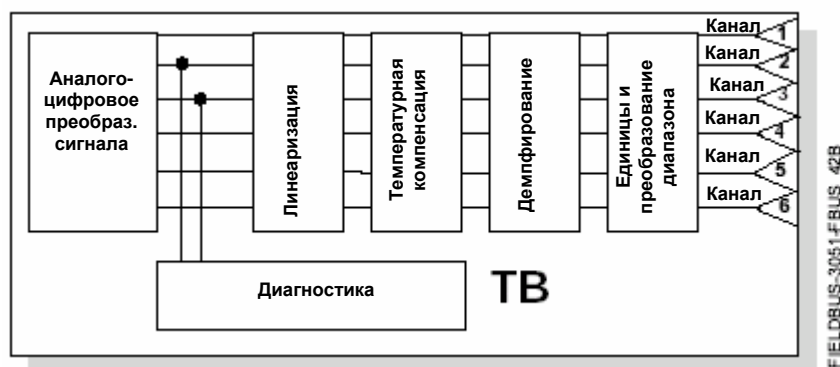 Аналого-
цифровое
преобраз.
сигнала
Линеаризация
Температурная
компенсация
Демпфирование
Единицы и
преобразование
диапазона
Канал 1
Канал 2
Канал 3
Канал 4
Канал 5
Канал 6
Диагностика
ТВ
FIELDBUS-3051-FBUS_42B